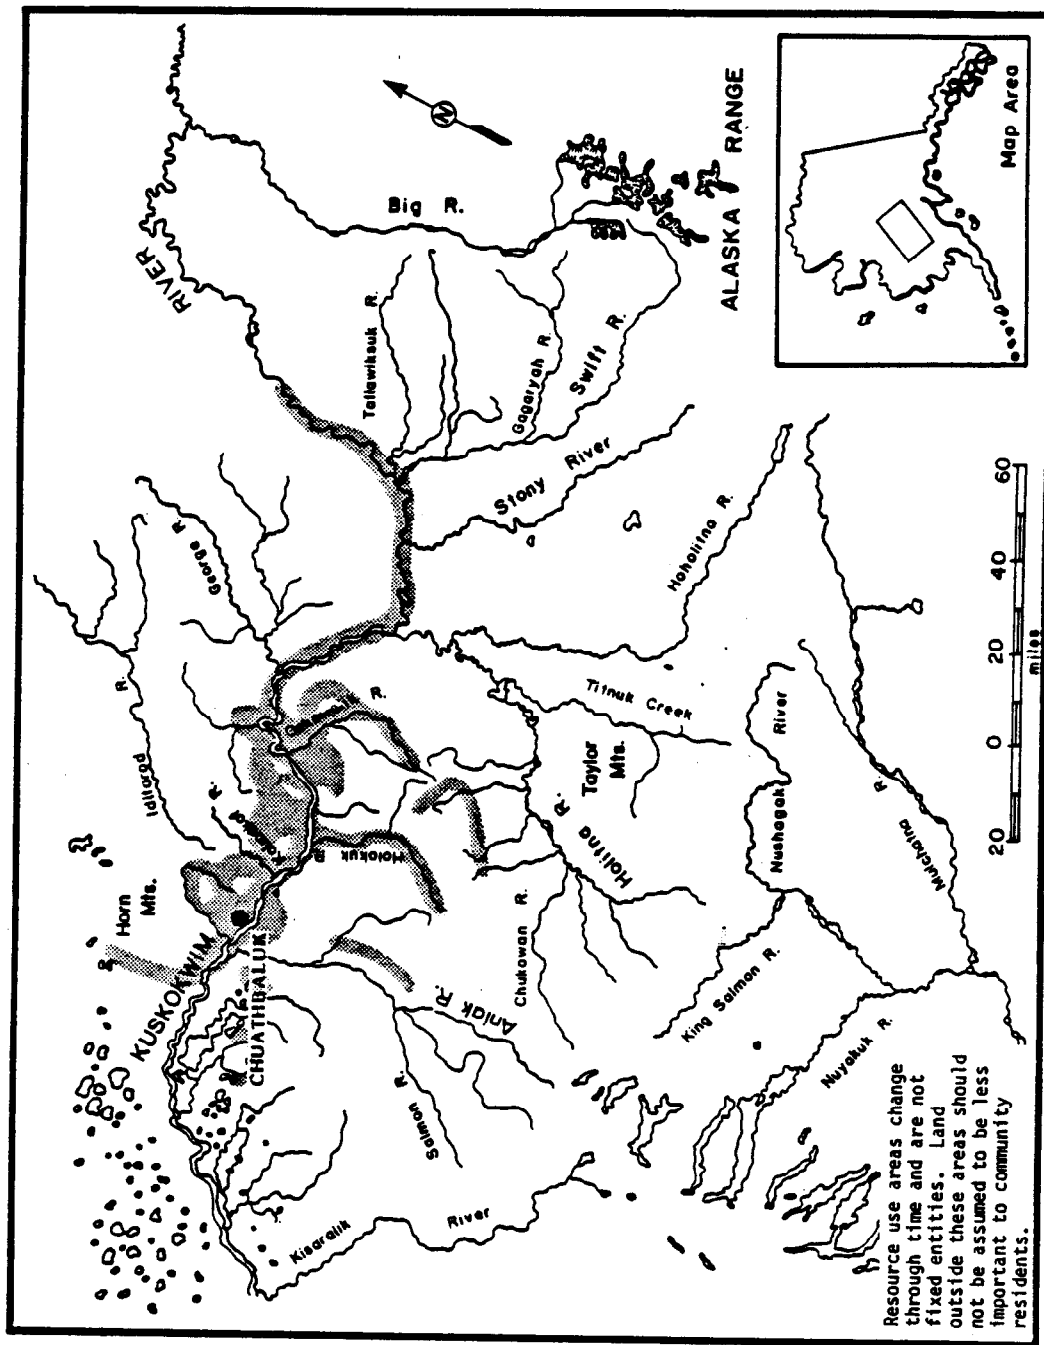 KUSKOKWIM
RIVER
CHUATHBALUK
Horn
Mts.
Iditarod R.
George R.
Kolmakof R.
Oskawalik R.
Holokuk R.
Aniak R.
Salmon R.
Kisaralik
River
Chukowan R.
Holitna R.
Taylor
Mts.
Titnuk Creek
Hoholitna R.
Stony River
Swift R.
Gagaryah R.
Tatlawiksuk R.
Big R.
N
ALASKA RANGE
Nushagak River
King Salmon R.
Nuyakuk R.
Mulchatna R.
Map Area
20 0 20 40 60
miles
Resource use areas change
through time and are not
fixed entities. Land
outside these areas should
not be assumed to be less
important to community
residents.